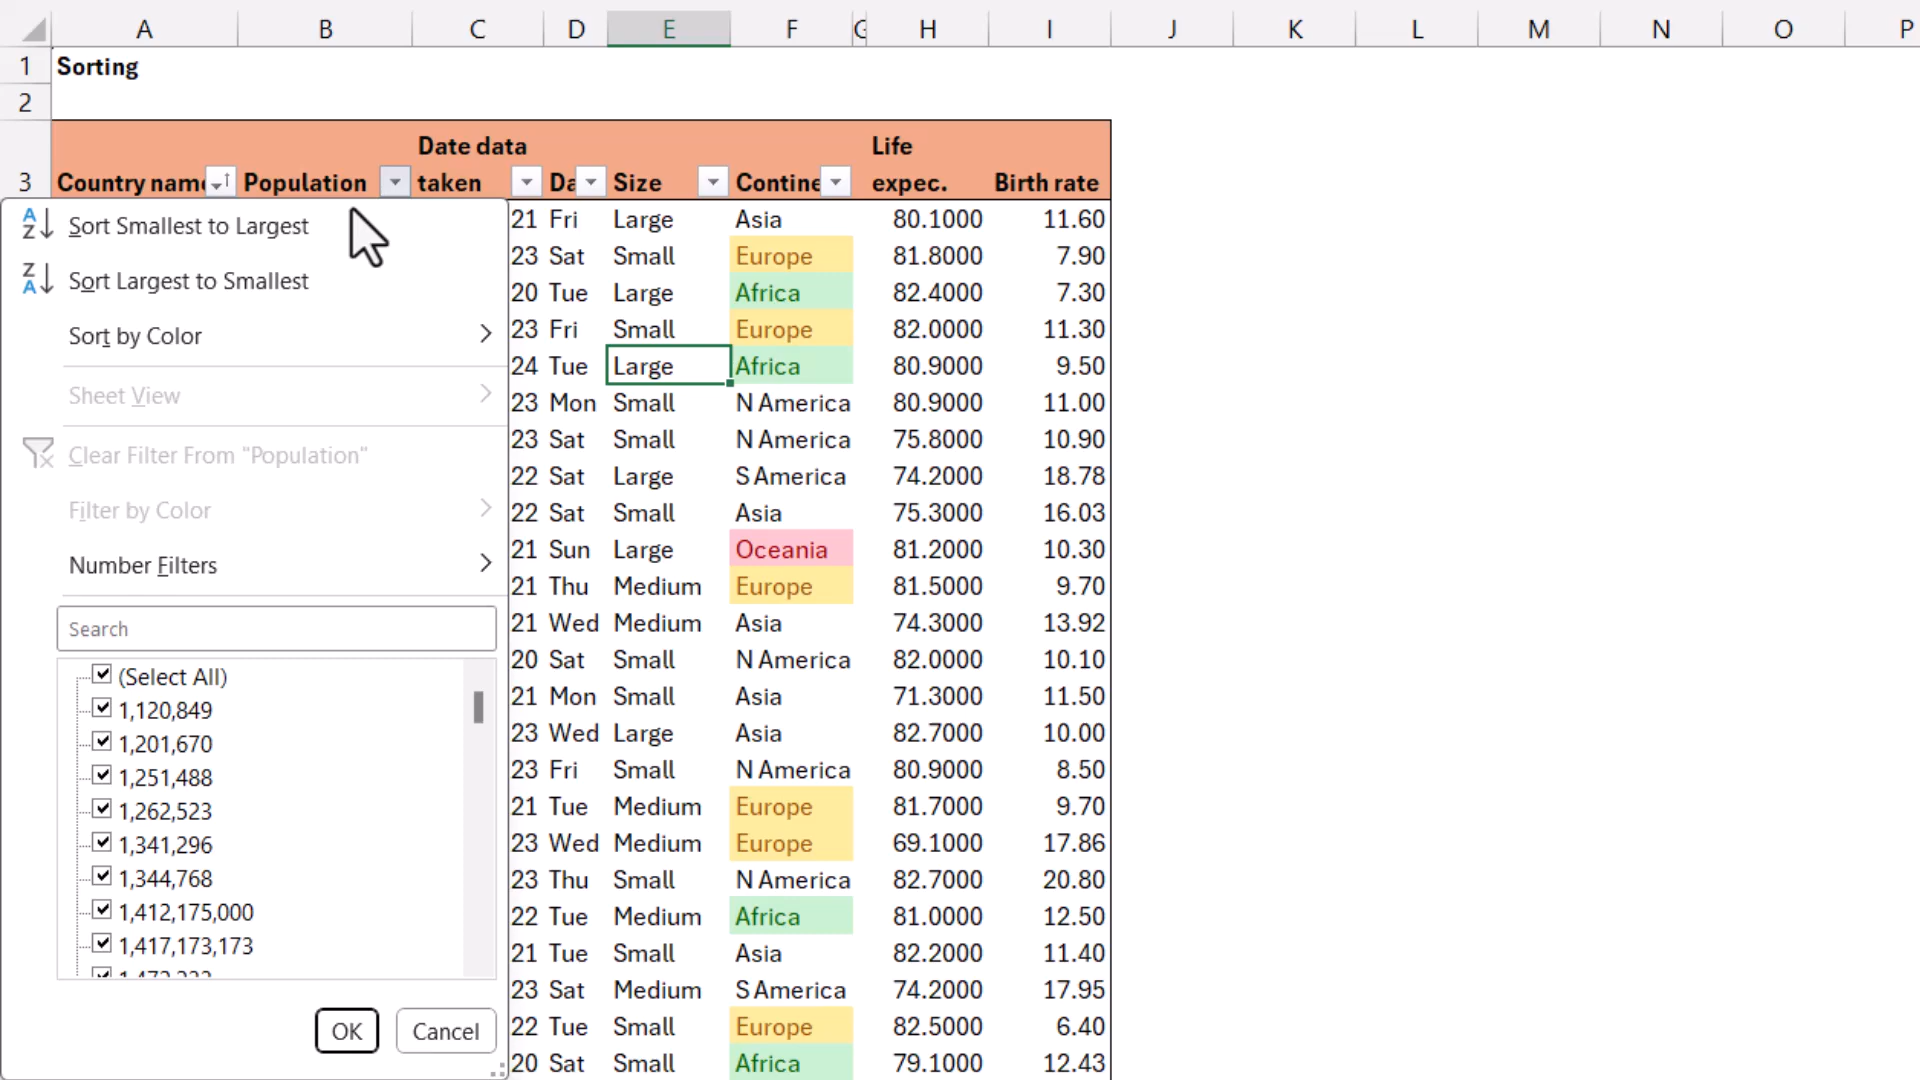 A B C D E F G H I J K L M N O P
1 Sorting
2
Date data Life
3 Country name Population taken Da Size Contine expec. Birth rate
Sort Smallest to Largest
Sort Largest to Smallest
Sort by Color
Sheet View
Clear Filter From "Population"
Filter by Color
Number Filters
Search
(Select All)
1,120,849
1,201,670
1,251,488
1,262,523
1,341,296
1,344,768
1,412,175,000
1,417,173,173
OK Cancel
21 Fri Large Asia 80.1000 11.60
23 Sat Small Europe 81.8000 7.90
20 Tue Large Africa 82.4000 7.30
23 Fri Small Europe 82.0000 11.30
24 Tue Large Africa 80.9000 9.50
23 Mon Small N America 80.9000 11.00
23 Sat Small N America 75.8000 10.90
22 Sat Large S America 74.2000 18.78
22 Sat Small Asia 75.3000 16.03
21 Sun Large Oceania 81.2000 10.30
21 Thu Medium Europe 81.5000 9.70
21 Wed Medium Asia 74.3000 13.92
20 Sat Small N America 82.0000 10.10
21 Mon Small Asia 71.3000 11.50
23 Wed Large Asia 82.7000 10.00
23 Fri Small N America 80.9000 8.50
21 Tue Medium Europe 81.7000 9.70
23 Wed Medium Europe 69.1000 17.86
23 Thu Small N America 82.7000 20.80
22 Tue Medium Africa 81.0000 12.50
21 Tue Small Asia 82.2000 11.40
23 Sat Medium S America 74.2000 17.95
22 Tue Small Europe 82.5000 6.40
20 Sat Small Africa 79.1000 12.43